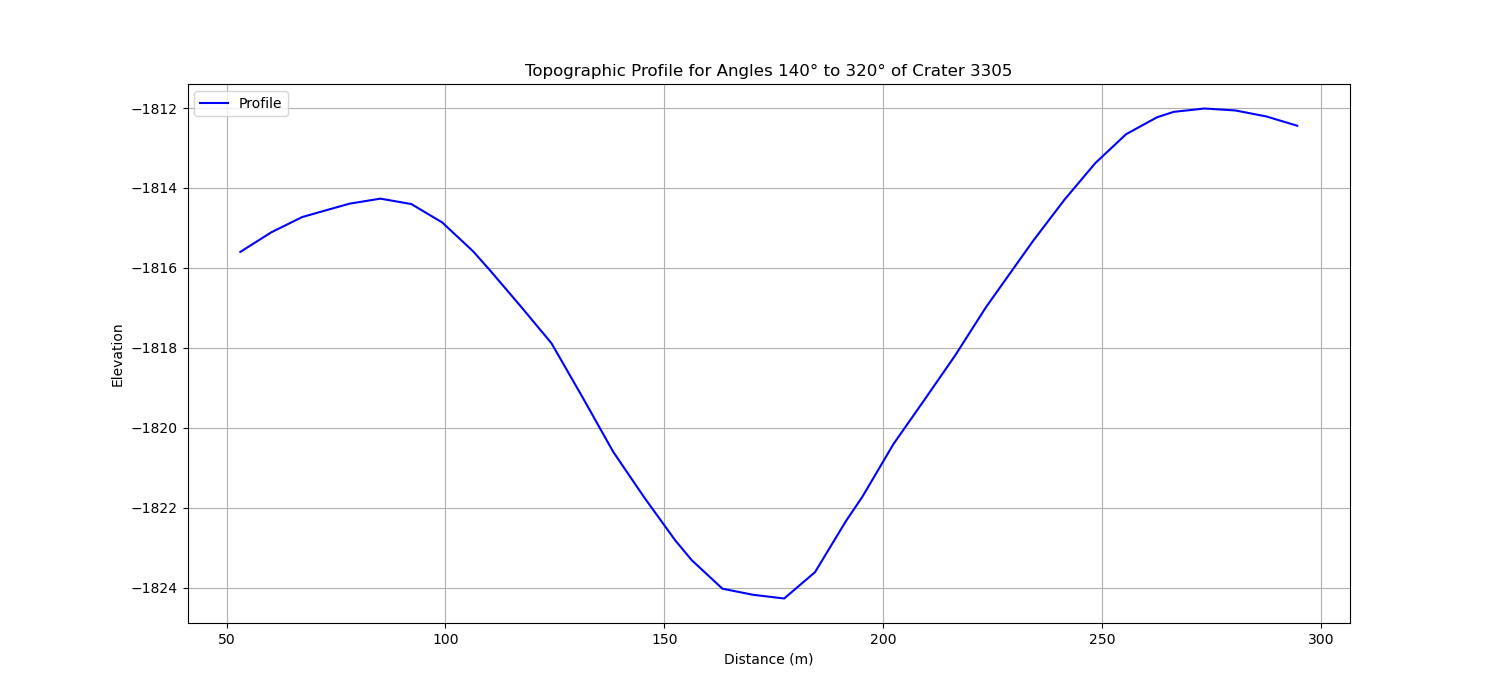 Topographic Profile for Angles 140° to 320° of Crater 3305
Profile
−1812
−1814
−1816
−1818
−1820
−1822
−1824
Elevation
50 100 150 200 250 300
Distance (m)